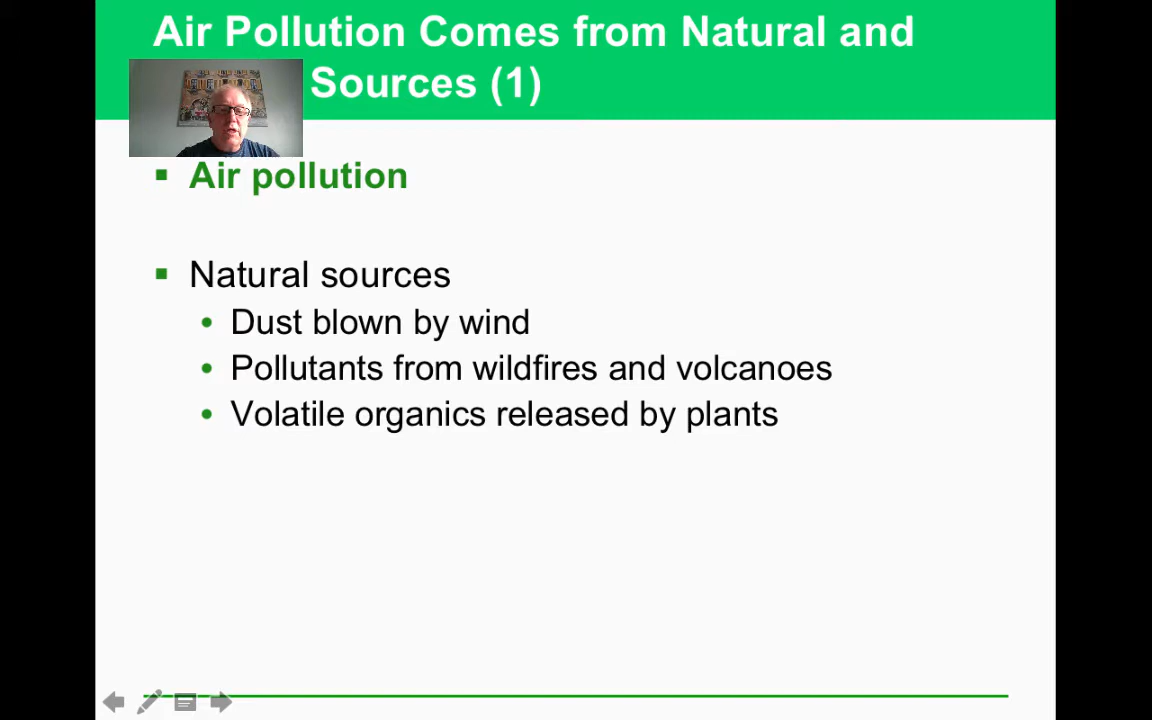 Air Pollution Comes from Natural and
Sources (1)
Air pollution
Natural sources
Dust blown by wind
Pollutants from wildfires and volcanoes
Volatile organics released by plants